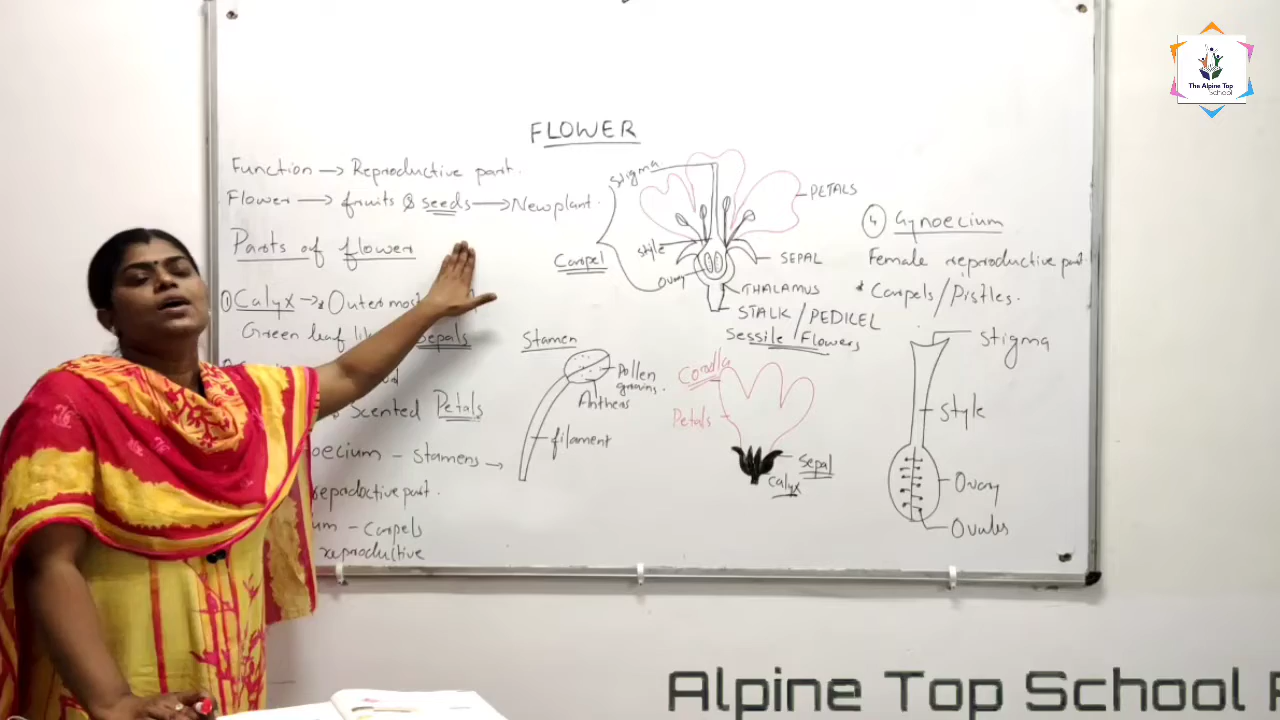 FLOWER
Function → Reproductive part.
Flower → fruits & seeds → New plant.
Parts of flower
① Calyx → * Outermost
Green leaf Sepals
Scented Petals
oecium - Stamens →
reproductive part.
um - Carpels
reproductive
Stigma
Style
Ovary
Carpel
PETALS
SEPAL
THALAMUS
STALK / PEDICEL
Sessile Flowers
Stamen
Pollen
grains.
Anthers
filament
Corolla
Petals
Sepal
Calyx
④ Gynoecium
Female reproductive part
* Carpels / Pistles.
Stigma
Style
Ovary
Ovules
The Alpine Top
School
Alpine Top School